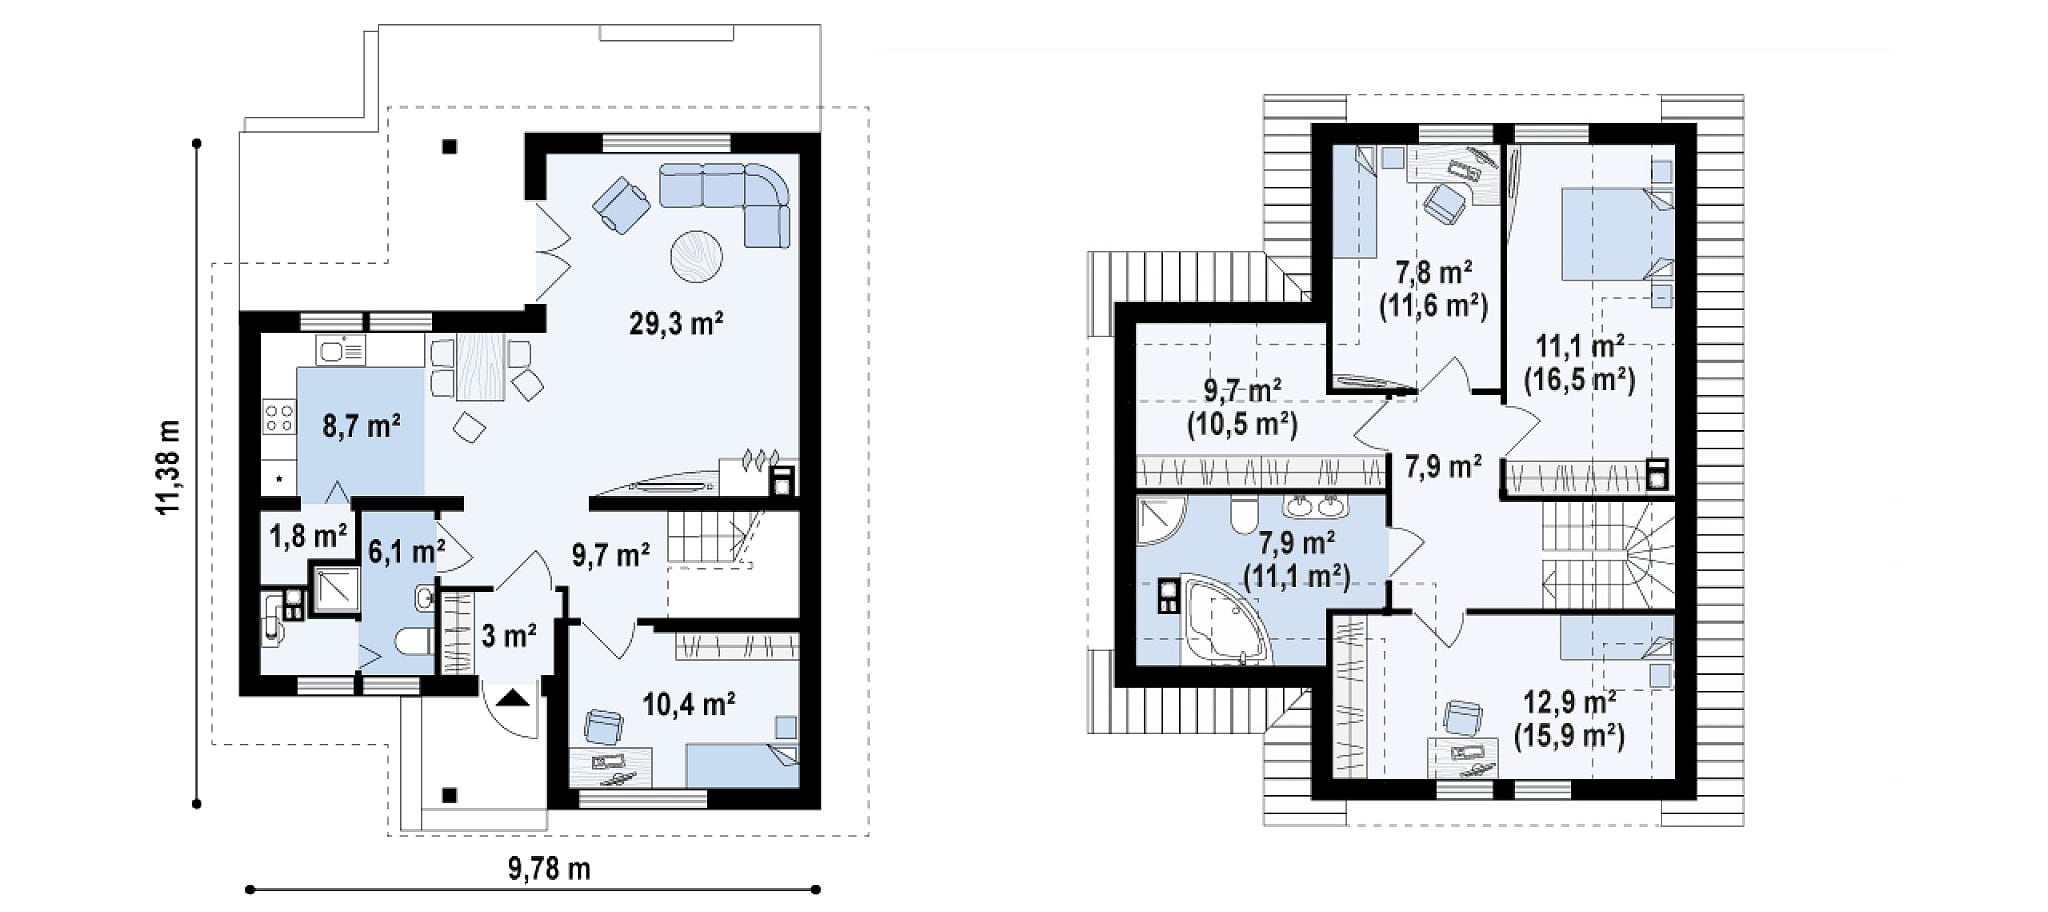 29,3 m²
8,7 m²
11,38 m
1,8 m²
6,1 m²
9,7 m²
3 m²
10,4 m²
9,78 m
7,8 m²
(11,6 m²)
11,1 m²
(16,5 m²)
9,7 m²
(10,5 m²)
7,9 m²
7,9 m²
(11,1 m²)
12,9 m²
(15,9 m²)